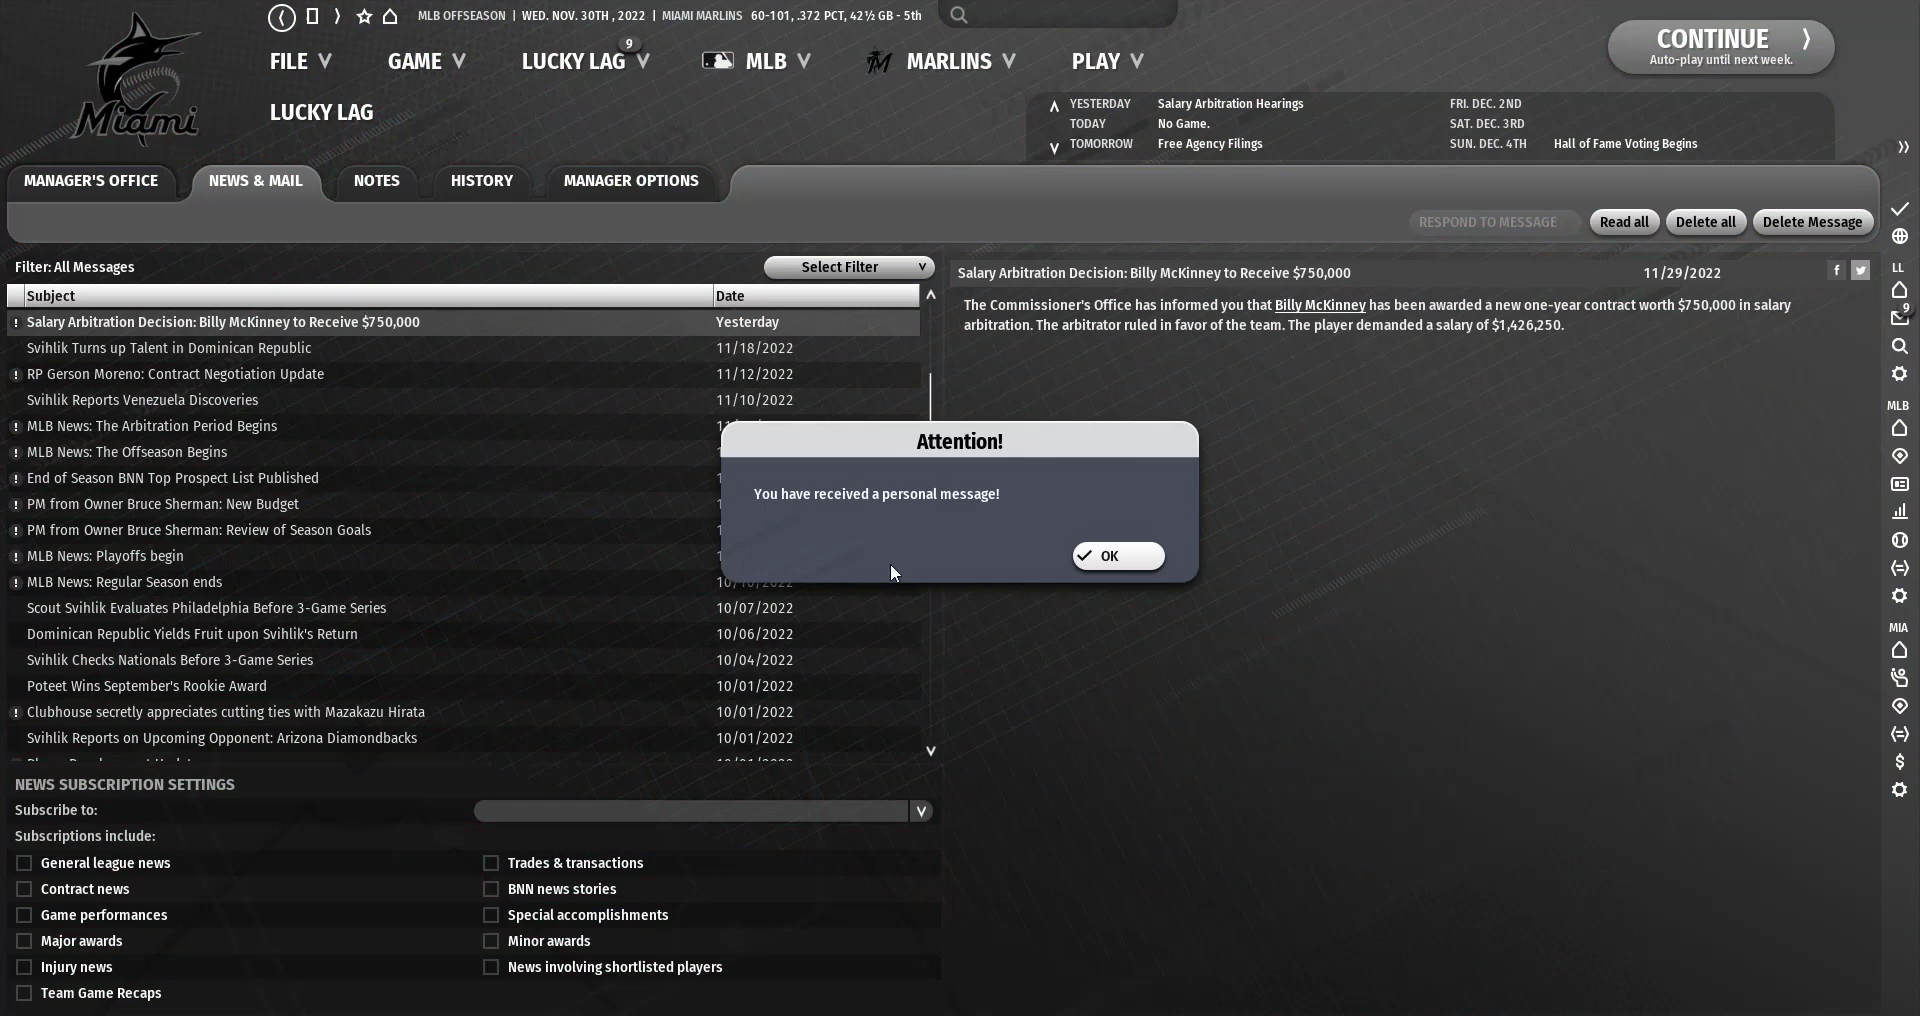 MLB OFFSEASON | WED. NOV. 30TH , 2022 | MIAMI MARLINS 60-101, .372 PCT, 42½ GB - 5th
FILE GAME LUCKY LAG 9 MLB MARLINS PLAY
CONTINUE
Auto-play until next week.
Miami
LUCKY LAG
YESTERDAY Salary Arbitration Hearings FRI. DEC. 2ND
TODAY No Game. SAT. DEC. 3RD
TOMORROW Free Agency Filings SUN. DEC. 4TH Hall of Fame Voting Begins
MANAGER'S OFFICE NEWS & MAIL NOTES HISTORY MANAGER OPTIONS
RESPOND TO MESSAGE Read all Delete all Delete Message
Filter: All Messages Select Filter
Subject Date
Salary Arbitration Decision: Billy McKinney to Receive $750,000 Yesterday
Svihlik Turns up Talent in Dominican Republic 11/18/2022
RP Gerson Moreno: Contract Negotiation Update 11/12/2022
Svihlik Reports Venezuela Discoveries 11/10/2022
MLB News: The Arbitration Period Begins
MLB News: The Offseason Begins
End of Season BNN Top Prospect List Published
PM from Owner Bruce Sherman: New Budget
PM from Owner Bruce Sherman: Review of Season Goals
MLB News: Playoffs begin
MLB News: Regular Season ends
Scout Svihlik Evaluates Philadelphia Before 3-Game Series 10/07/2022
Dominican Republic Yields Fruit upon Svihlik's Return 10/06/2022
Svihlik Checks Nationals Before 3-Game Series 10/04/2022
Poteet Wins September's Rookie Award 10/01/2022
Clubhouse secretly appreciates cutting ties with Mazakazu Hirata 10/01/2022
Svihlik Reports on Upcoming Opponent: Arizona Diamondbacks 10/01/2022
Salary Arbitration Decision: Billy McKinney to Receive $750,000 11/29/2022
The Commissioner's Office has informed you that Billy McKinney has been awarded a new one-year contract worth $750,000 in salary
arbitration. The arbitrator ruled in favor of the team. The player demanded a salary of $1,426,250.
Attention!
You have received a personal message!
OK
NEWS SUBSCRIPTION SETTINGS
Subscribe to:
Subscriptions include:
General league news Trades & transactions
Contract news BNN news stories
Game performances Special accomplishments
Major awards Minor awards
Injury news News involving shortlisted players
Team Game Recaps
LL
9
MLB
MIA